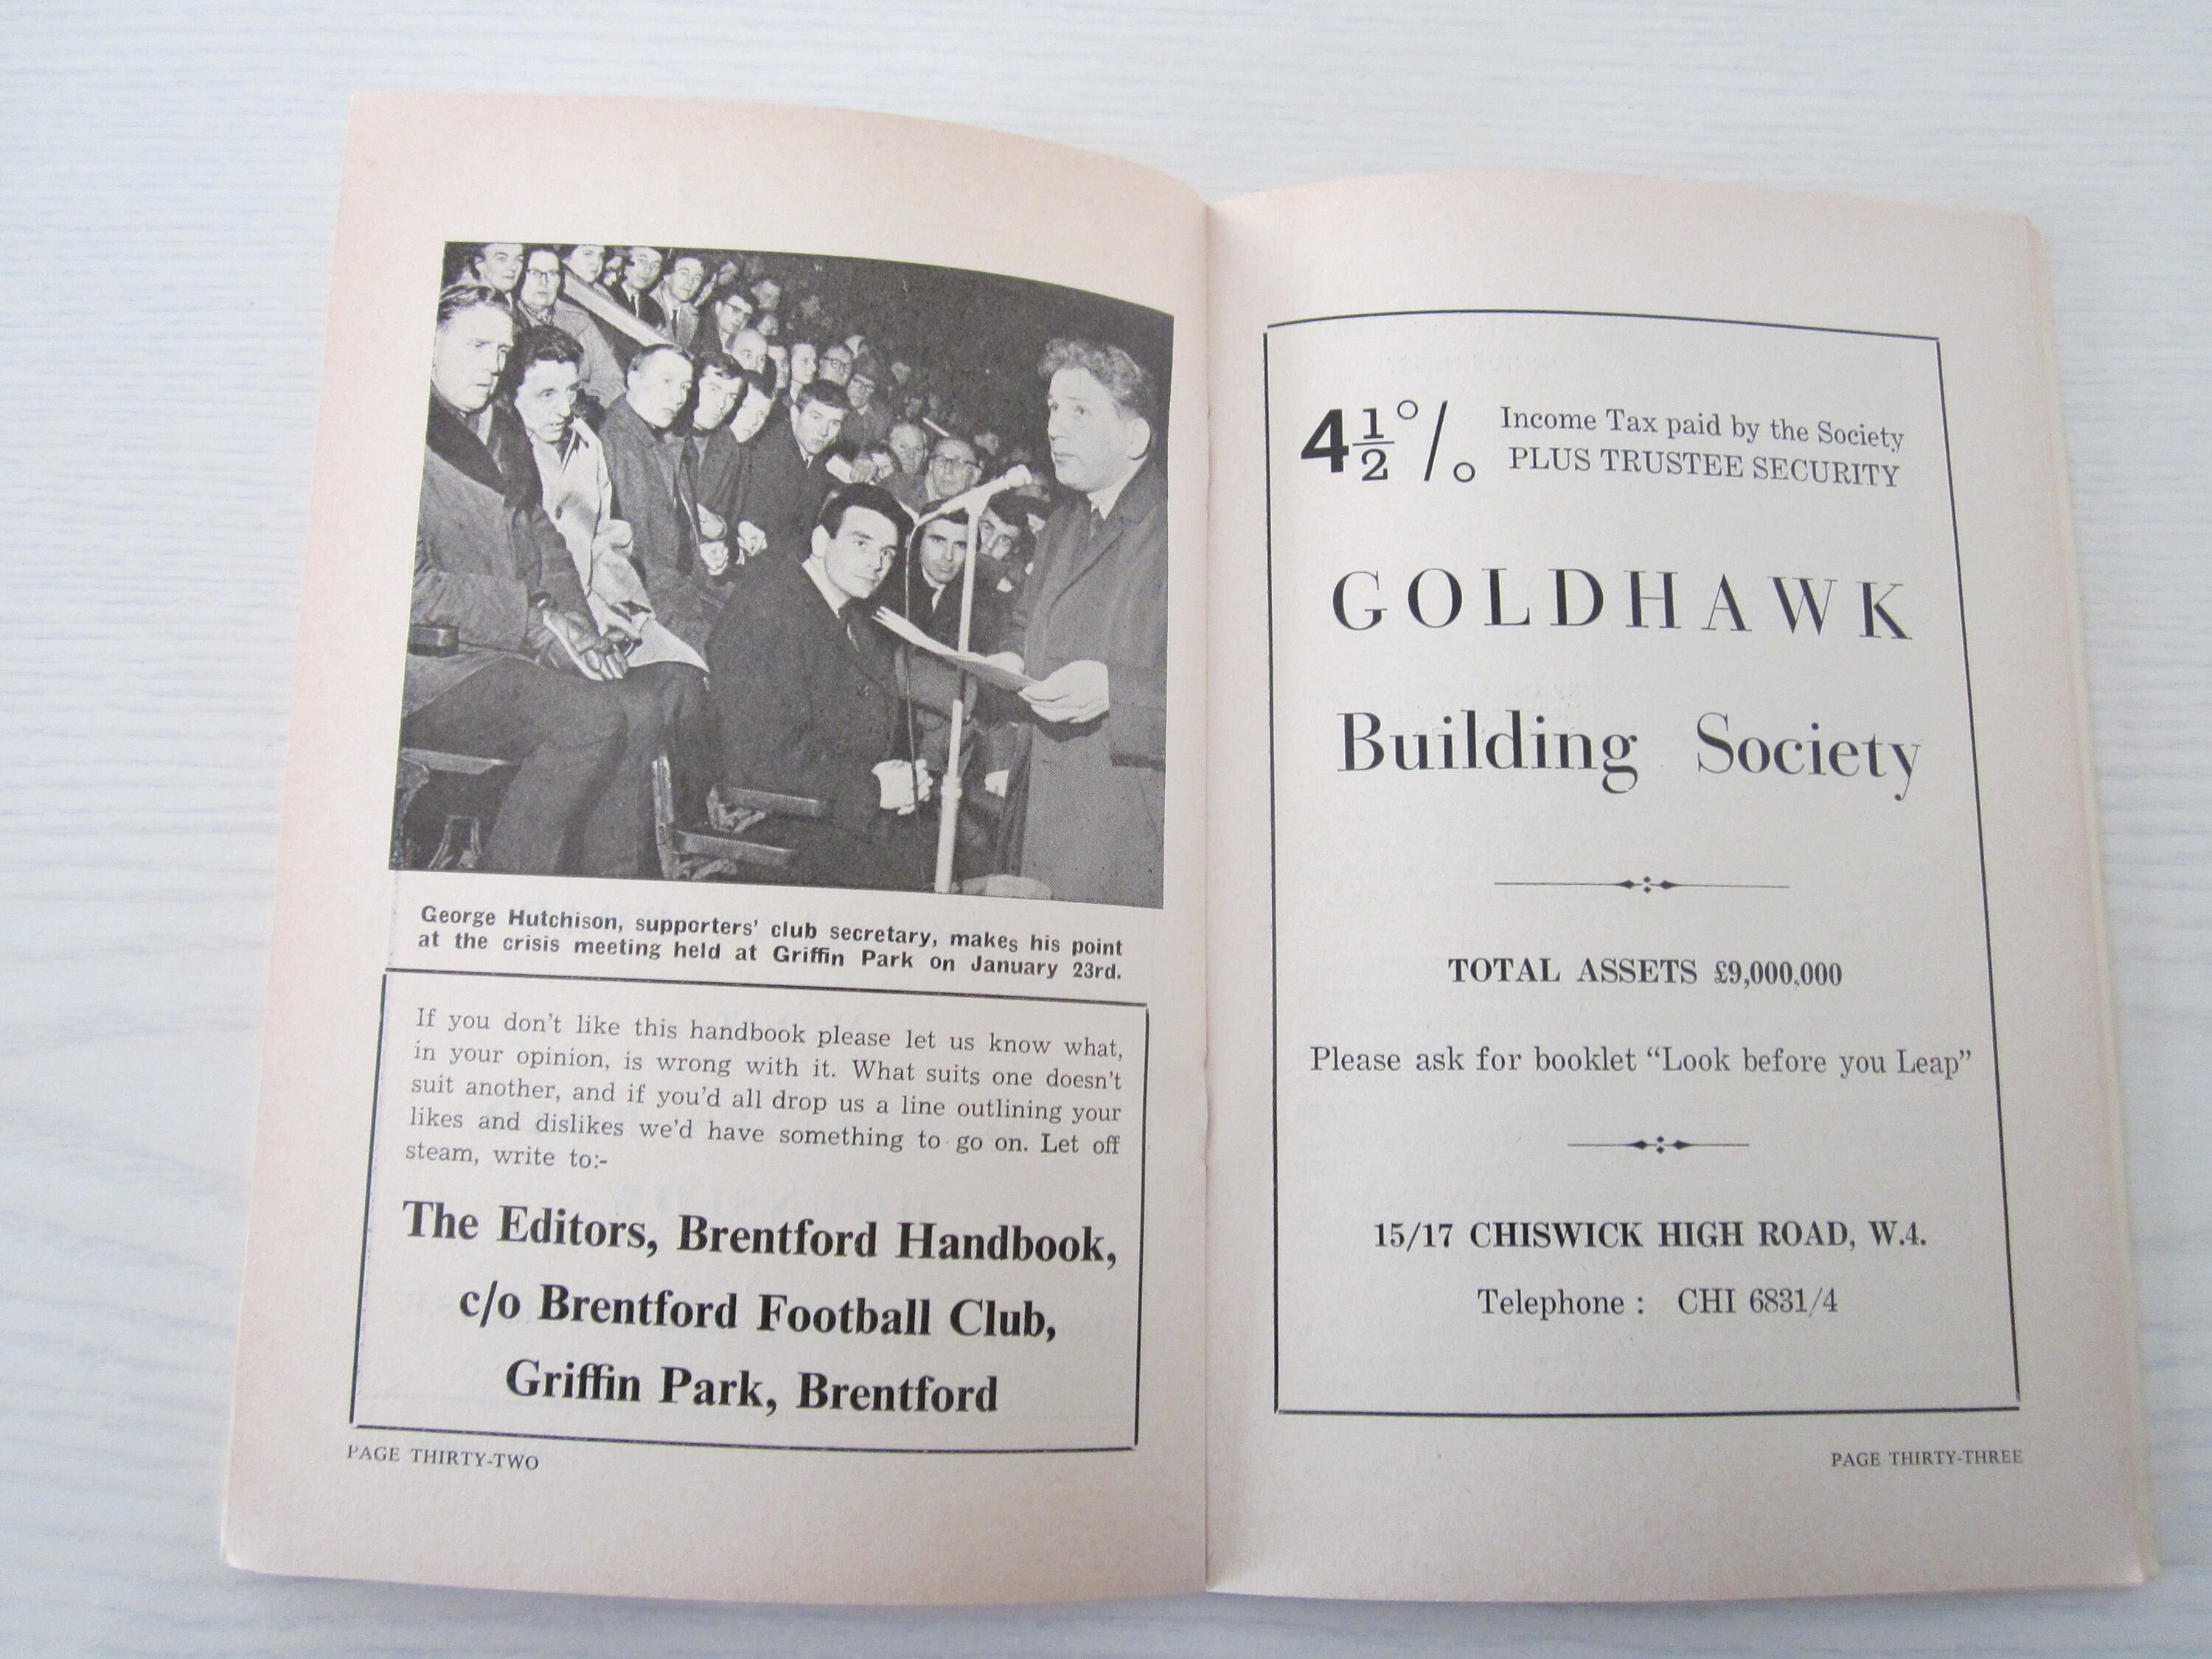 George Hutchison, supporters' club secretary, makes his point
at the crisis meeting held at Griffin Park on January 23rd.
If you don't like this handbook please let us know what,
in your opinion, is wrong with it. What suits one doesn't
suit another, and if you'd all drop us a line outlining your
likes and dislikes we'd have something to go on. Let off
steam, write to:-
The Editors, Brentford Handbook,
c/o Brentford Football Club,
Griffin Park, Brentford
PAGE THIRTY-TWO
4½% Income Tax paid by the Society
PLUS TRUSTEE SECURITY
GOLDHAWK
Building Society
TOTAL ASSETS £9,000,000
Please ask for booklet “Look before you Leap”
15/17 CHISWICK HIGH ROAD, W.4.
Telephone : CHI 6831/4
PAGE THIRTY-THREE